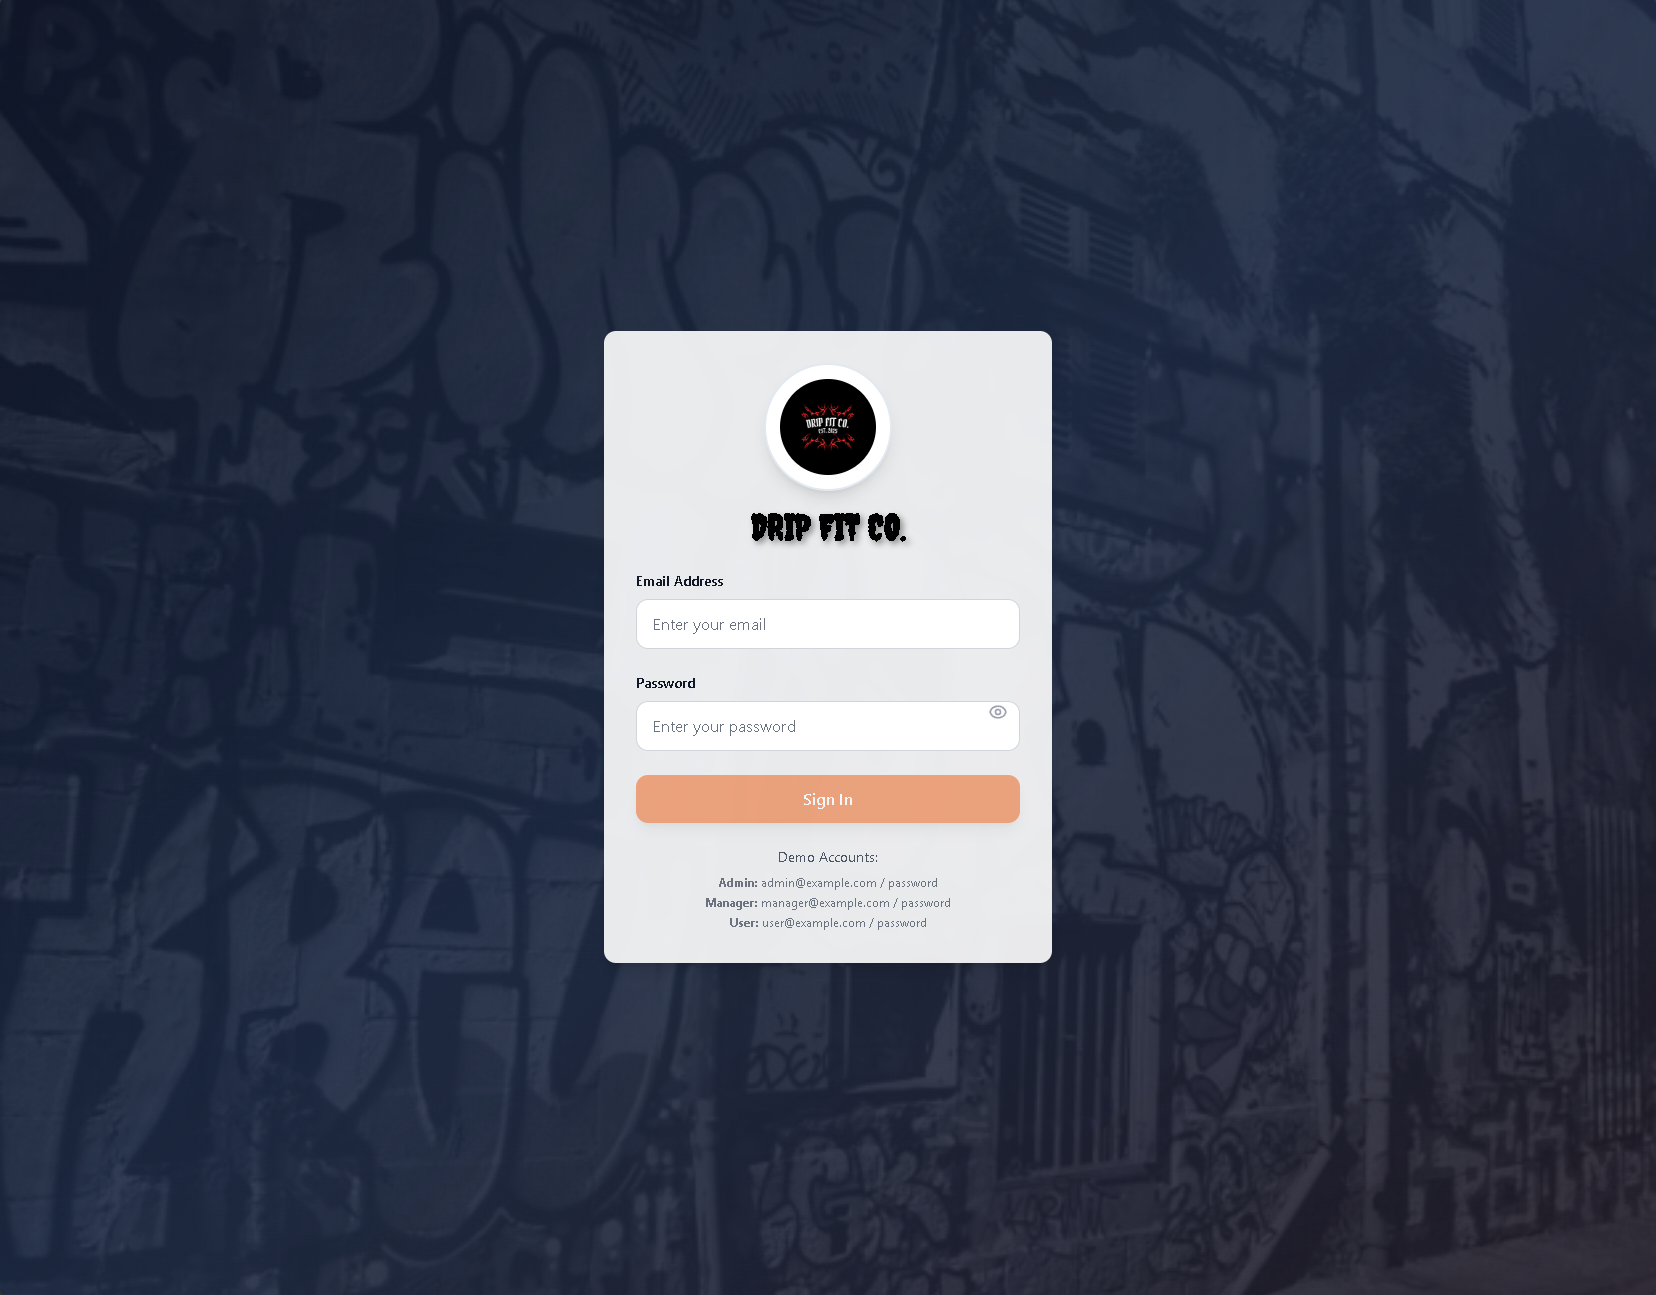 DRIP FIT CO.
EST. 2025
DRIP FIT CO.
Email Address
Enter your email
Password
Enter your password
Sign In
Demo Accounts:
Admin: admin@example.com / password
Manager: manager@example.com / password
User: user@example.com / password